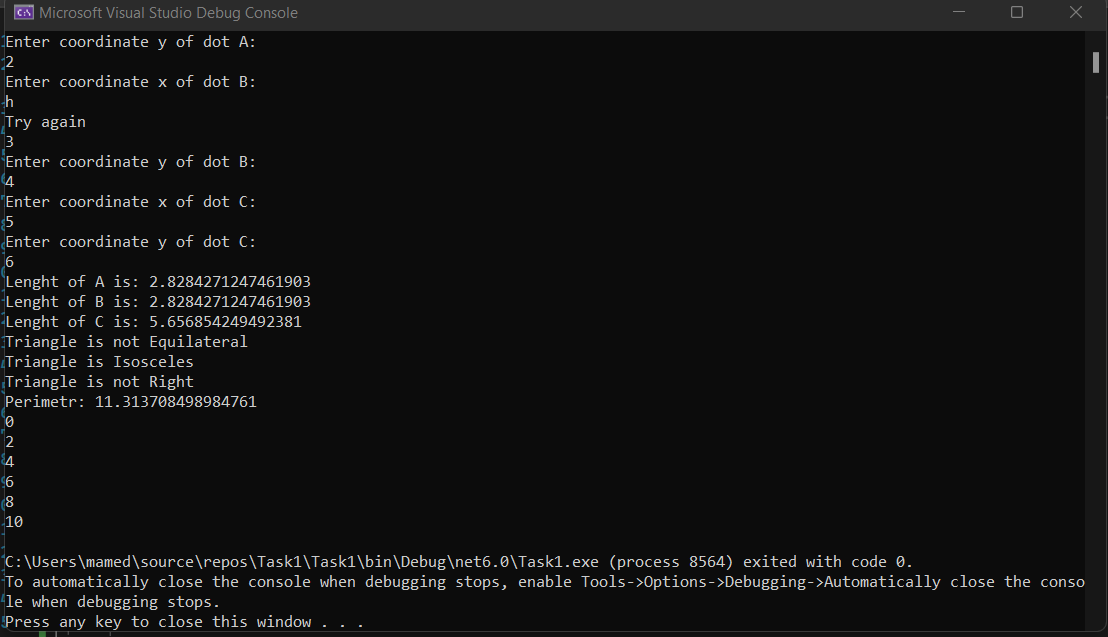 Microsoft Visual Studio Debug Console
Enter coordinate y of dot A:
2
Enter coordinate x of dot B:
h
Try again
3
Enter coordinate y of dot B:
4
Enter coordinate x of dot C:
5
Enter coordinate y of dot C:
6
Lenght of A is: 2.8284271247461903
Lenght of B is: 2.8284271247461903
Lenght of C is: 5.656854249492381
Triangle is not Equilateral
Triangle is Isosceles
Triangle is not Right
Perimetr: 11.313708498984761
0
2
4
6
8
10
C:\Users\mamed\source\repos\Task1\Task1\bin\Debug\net6.0\Task1.exe (process 8564) exited with code 0.
To automatically close the console when debugging stops, enable Tools->Options->Debugging->Automatically close the conso
le when debugging stops.
Press any key to close this window . . .